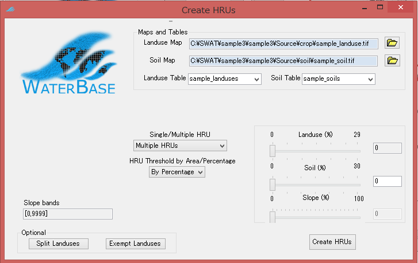 Create HRUs
Maps and Tables
Landuse Map
C:¥SWAT¥sample3¥sample3¥Source¥crop¥sample_landuse.tif
Soil Map
C:¥SWAT¥sample3¥sample3¥Source¥soil¥sample_soil.tif
Landuse Table
sample_landuses
Soil Table
sample_soils
WATERBASE
Single/Multiple HRU
Multiple HRUs
HRU Threshold by Area/Percentage
By Percentage
0 Landuse (%) 29
0
0 Soil (%) 30
0
0 Slope (%) 100
0
Slope bands
[0,9999]
Optional
Split Landuses
Exempt Landuses
Create HRUs